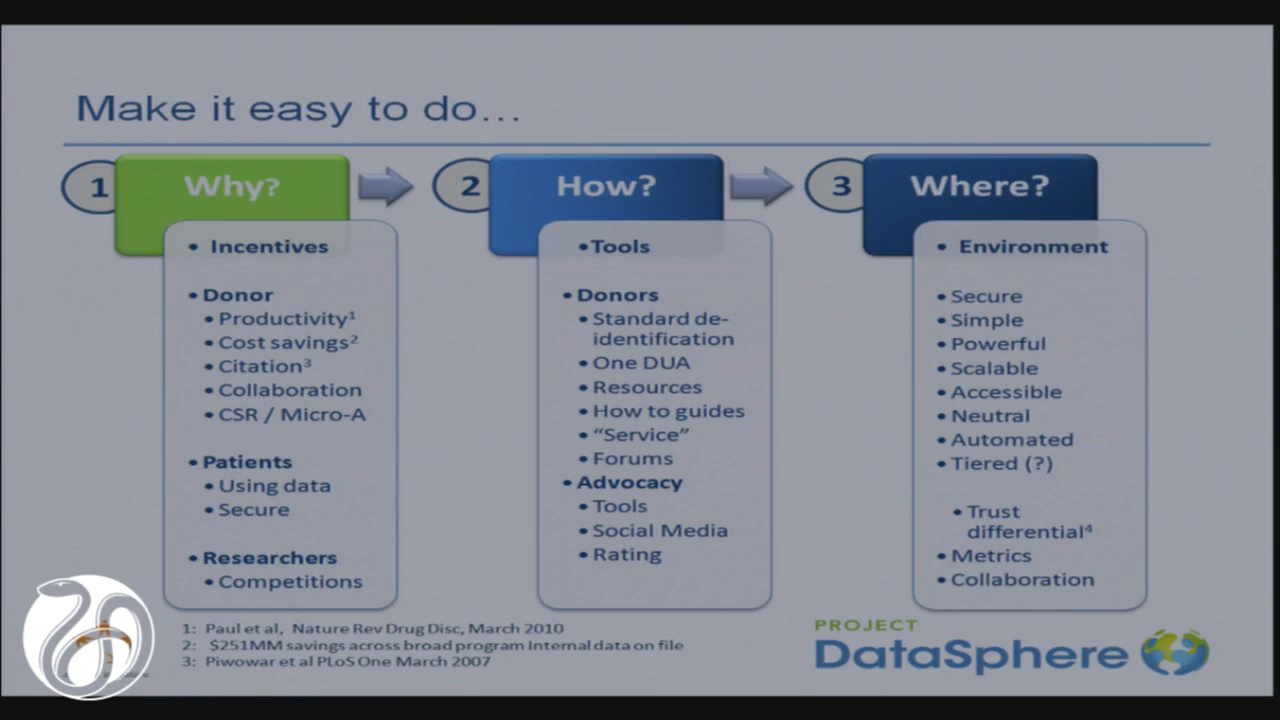 Make it easy to do…
1
Why?
• Incentives
• Donor
• Productivity¹
• Cost savings²
• Citation³
• Collaboration
• CSR / Micro-A
• Patients
• Using data
• Secure
• Researchers
• Competitions
2
How?
•Tools
• Donors
• Standard de-
identification
• One DUA
• Resources
• How to guides
• “Service”
• Forums
• Advocacy
• Tools
• Social Media
• Rating
3
Where?
• Environment
• Secure
• Simple
• Powerful
• Scalable
• Accessible
• Neutral
• Automated
• Tiered (?)
• Trust
differential⁴
• Metrics
• Collaboration
1: Paul et al, Nature Rev Drug Disc, March 2010
2: $251MM savings across broad program Internal data on file
3: Piwowar et al PLoS One March 2007
PROJECT
DataSphere